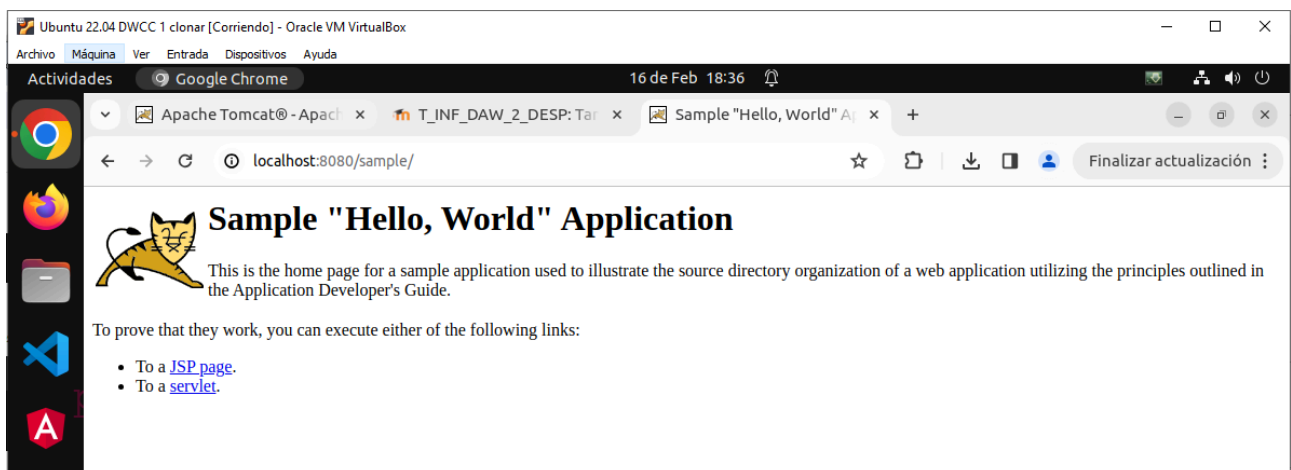 Ubuntu 22.04 DWCC 1 clonar [Corriendo] - Oracle VM VirtualBox
Archivo Máquina Ver Entrada Dispositivos Ayuda
Actividades Google Chrome 16 de Feb 18:36
Apache Tomcat® - Apach T_INF_DAW_2_DESP: Tar Sample "Hello, World" Ap
localhost:8080/sample/ Finalizar actualización
Sample "Hello, World" Application
This is the home page for a sample application used to illustrate the source directory organization of a web application utilizing the principles outlined in
the Application Developer's Guide.
To prove that they work, you can execute either of the following links:
• To a JSP page.
• To a servlet.